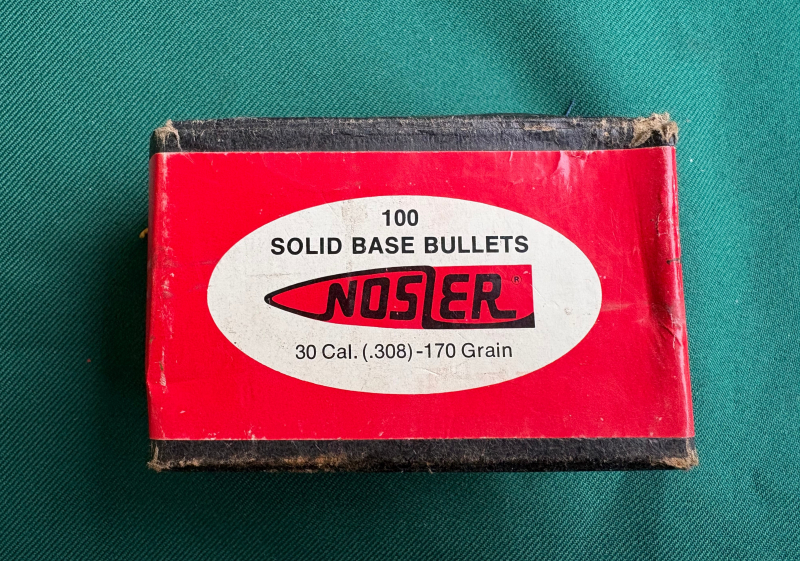 100
SOLID BASE BULLETS
NOSLER®
30 Cal. (.308) -170 Grain